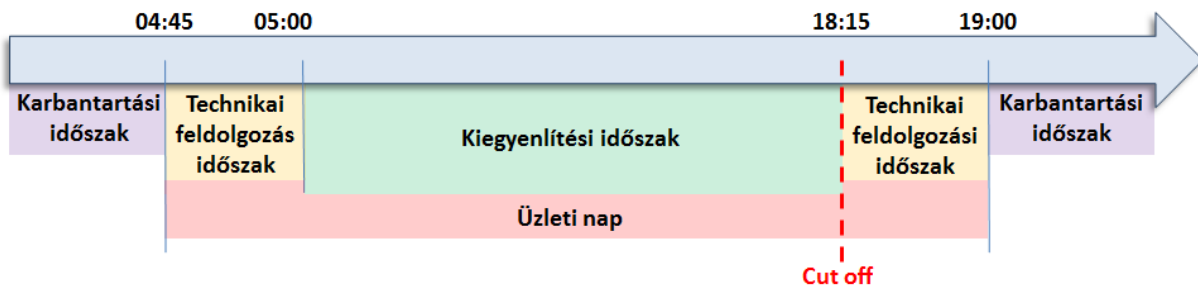 04:45 05:00 18:15 19:00
Karbantartási
időszak
Technikai
feldolgozás
időszak
Kiegyenlítési időszak
Technikai
feldolgozási
időszak
Karbantartási
időszak
Üzleti nap
Cut off